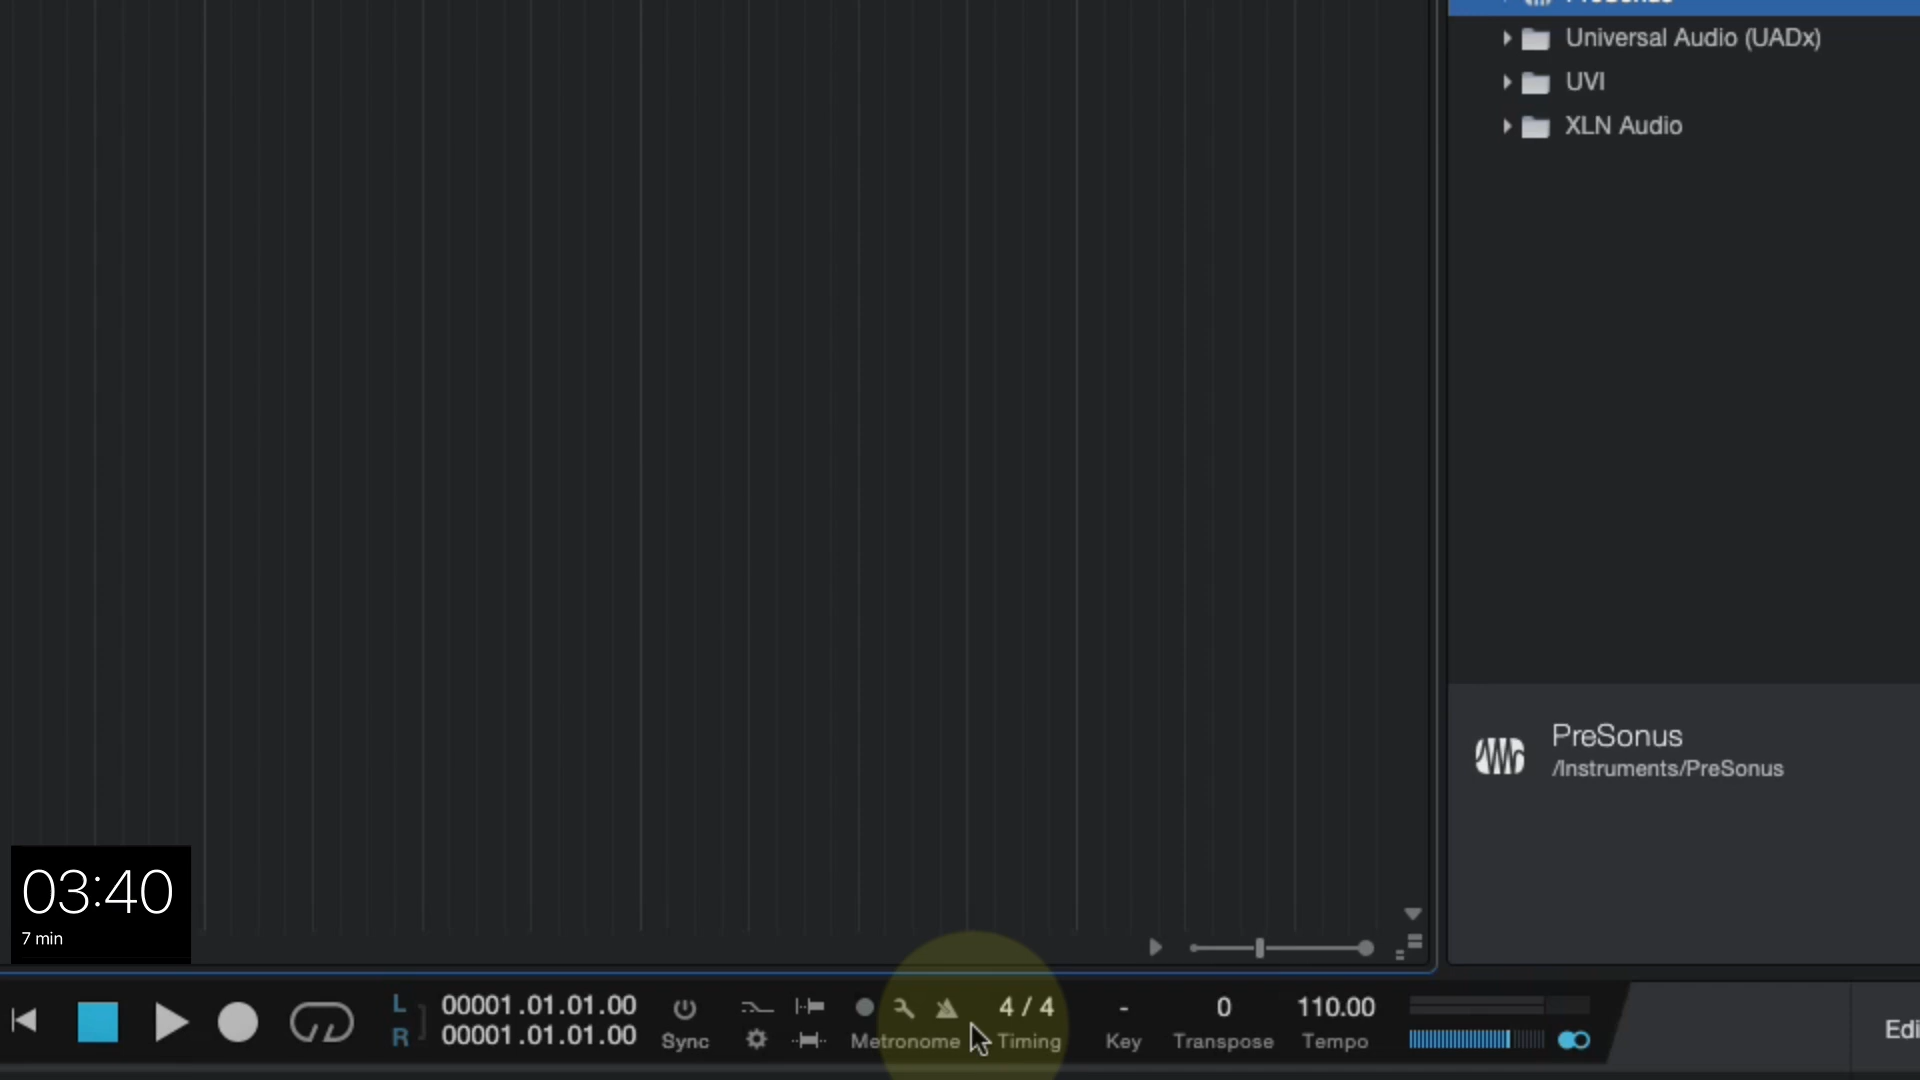 PreSonus
Universal Audio (UADx)
UVI
XLN Audio
PreSonus
/Instruments/PreSonus
03:40
7 min
L 00001.01.01.00
R 00001.01.01.00
Sync
Metronome
4 / 4
Timing
-
Key
0
Transpose
110.00
Tempo
Edi